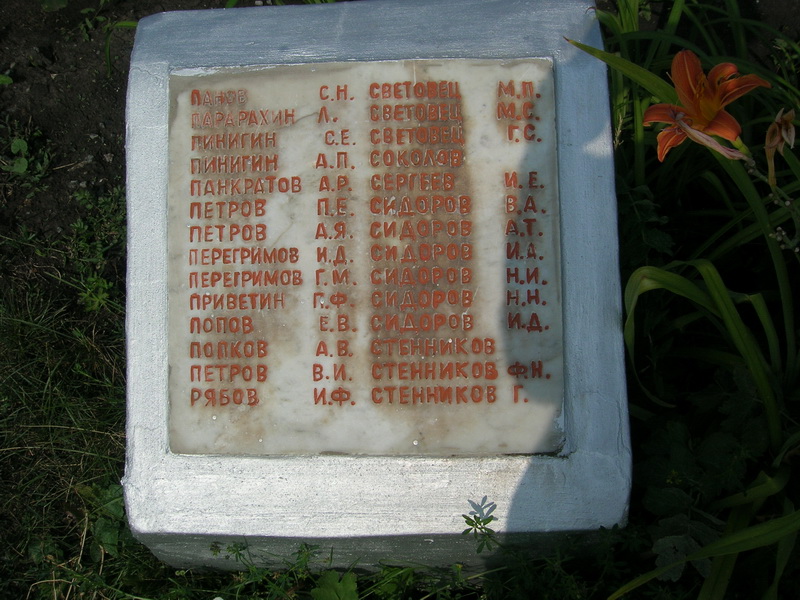 ПАНОВ С.Н. СВЕТОВЕЦ М.П.
ПАРАРАХИН Л. СВЕТОВЕЦ М.С.
ПИНИГИН С.Е. СВЕТОВЕЦ Г.С.
ПИНИГИН Д.П. СОКОЛОВ
ПАНКРАТОВ А.Р. СЕРГЕЕВ И.Е.
ПЕТРОВ П.Е. СИДОРОВ В.А.
ПЕТРОВ А.Я. СИДОРОВ А.Т.
ПЕРЕГРИМОВ И.Д. СИДОРОВ И.А.
ПЕРЕГРИМОВ Г.М. СИДОРОВ Н.И.
ПРИВЕТИН Г.Ф. СИДОРОВ Н.Н.
ПОПОВ Е.В. СИДОРОВ И.Д.
ПОПКОВ А.В. СТЕННИКОВ
ПЕТРОВ В.И. СТЕННИКОВ Ф.Н.
РЯБОВ И.Ф. СТЕННИКОВ Г.